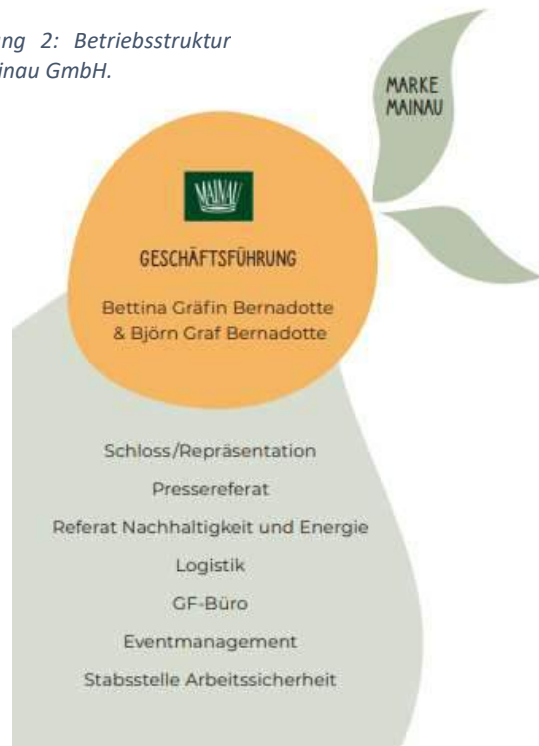 ng 2: Betriebsstruktur
inau GmbH.
MARKE
MAINAU
MAINAU
GESCHÄFTSFÜHRUNG
Bettina Gräfin Bernadotte
& Björn Graf Bernadotte
Schloss/Repräsentation
Pressereferat
Referat Nachhaltigkeit und Energie
Logistik
GF-Büro
Eventmanagement
Stabsstelle Arbeitssicherheit